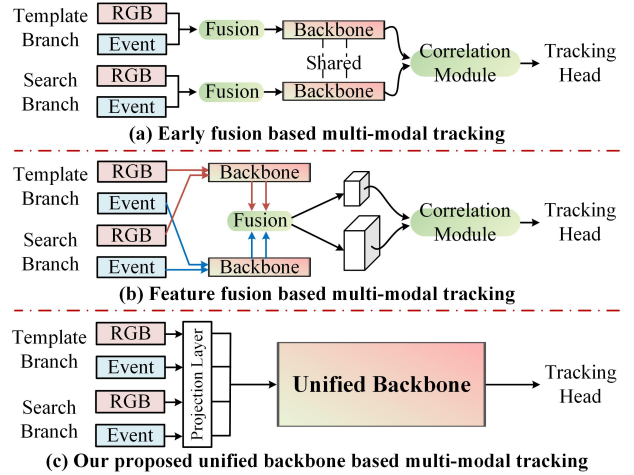 Template Branch
RGB
Event
Fusion
Backbone
Shared
Search Branch
RGB
Event
Fusion
Backbone
Correlation Module
Tracking Head
(a) Early fusion based multi-modal tracking
Template Branch
RGB
Event
Search Branch
RGB
Event
Backbone
Fusion
Backbone
Correlation Module
Tracking Head
(b) Feature fusion based multi-modal tracking
Template Branch
RGB
Event
Search Branch
RGB
Event
Projection Layer
Unified Backbone
Tracking Head
(c) Our proposed unified backbone based multi-modal tracking